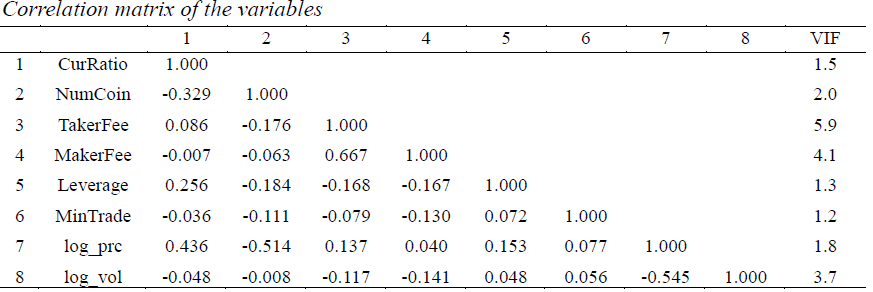 Correlation matrix of the variables
1 2 3 4 5 6 7 8 VIF
1 CurRatio 1.000 1.5
2 NumCoin -0.329 1.000 2.0
3 TakerFee 0.086 -0.176 1.000 5.9
4 MakerFee -0.007 -0.063 0.667 1.000 4.1
5 Leverage 0.256 -0.184 -0.168 -0.167 1.000 1.3
6 MinTrade -0.036 -0.111 -0.079 -0.130 0.072 1.000 1.2
7 log_prc 0.436 -0.514 0.137 0.040 0.153 0.077 1.000 1.8
8 log_vol -0.048 -0.008 -0.117 -0.141 0.048 0.056 -0.545 1.000 3.7